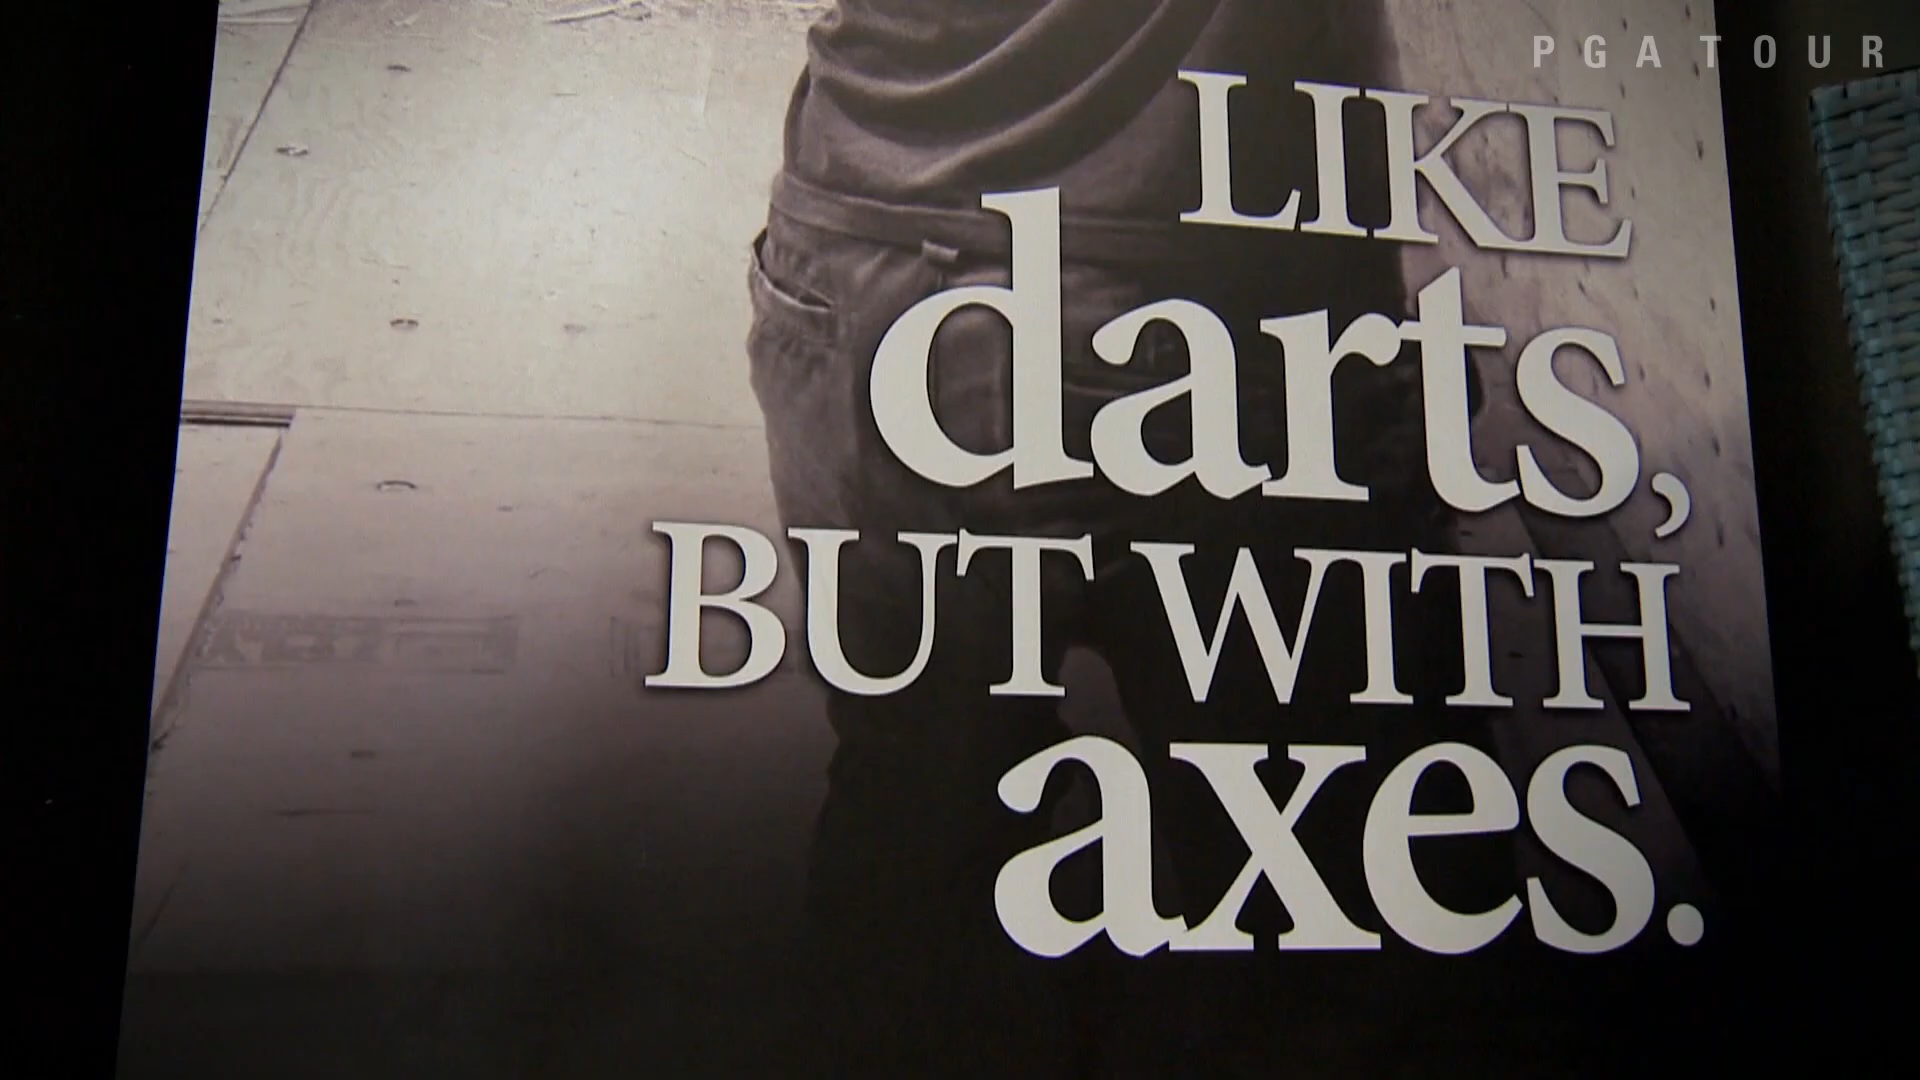 PGATOUR
LIKE
darts,
BUT WITH
axes.